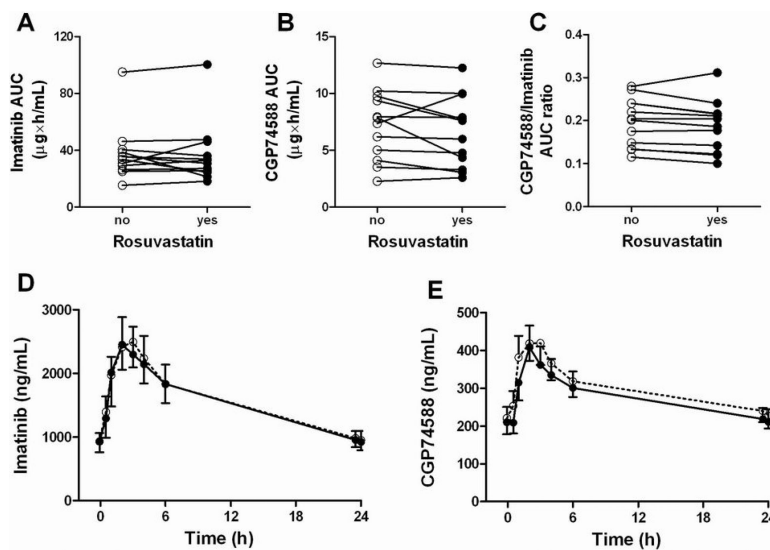 A
Imatinib AUC
(µg×h/mL)
120
80
40
0
no
yes
Rosuvastatin
B
CGP74588 AUC
(µg×h/mL)
15
10
5
0
no
yes
Rosuvastatin
C
CGP74588/Imatinib
AUC ratio
0.4
0.3
0.2
0.1
0.0
no
yes
Rosuvastatin
D
Imatinib (ng/mL)
3000
2000
1000
0
0
6
12
18
24
Time (h)
E
CGP74588 (ng/mL)
500
400
300
200
100
0
0
6
12
18
24
Time (h)